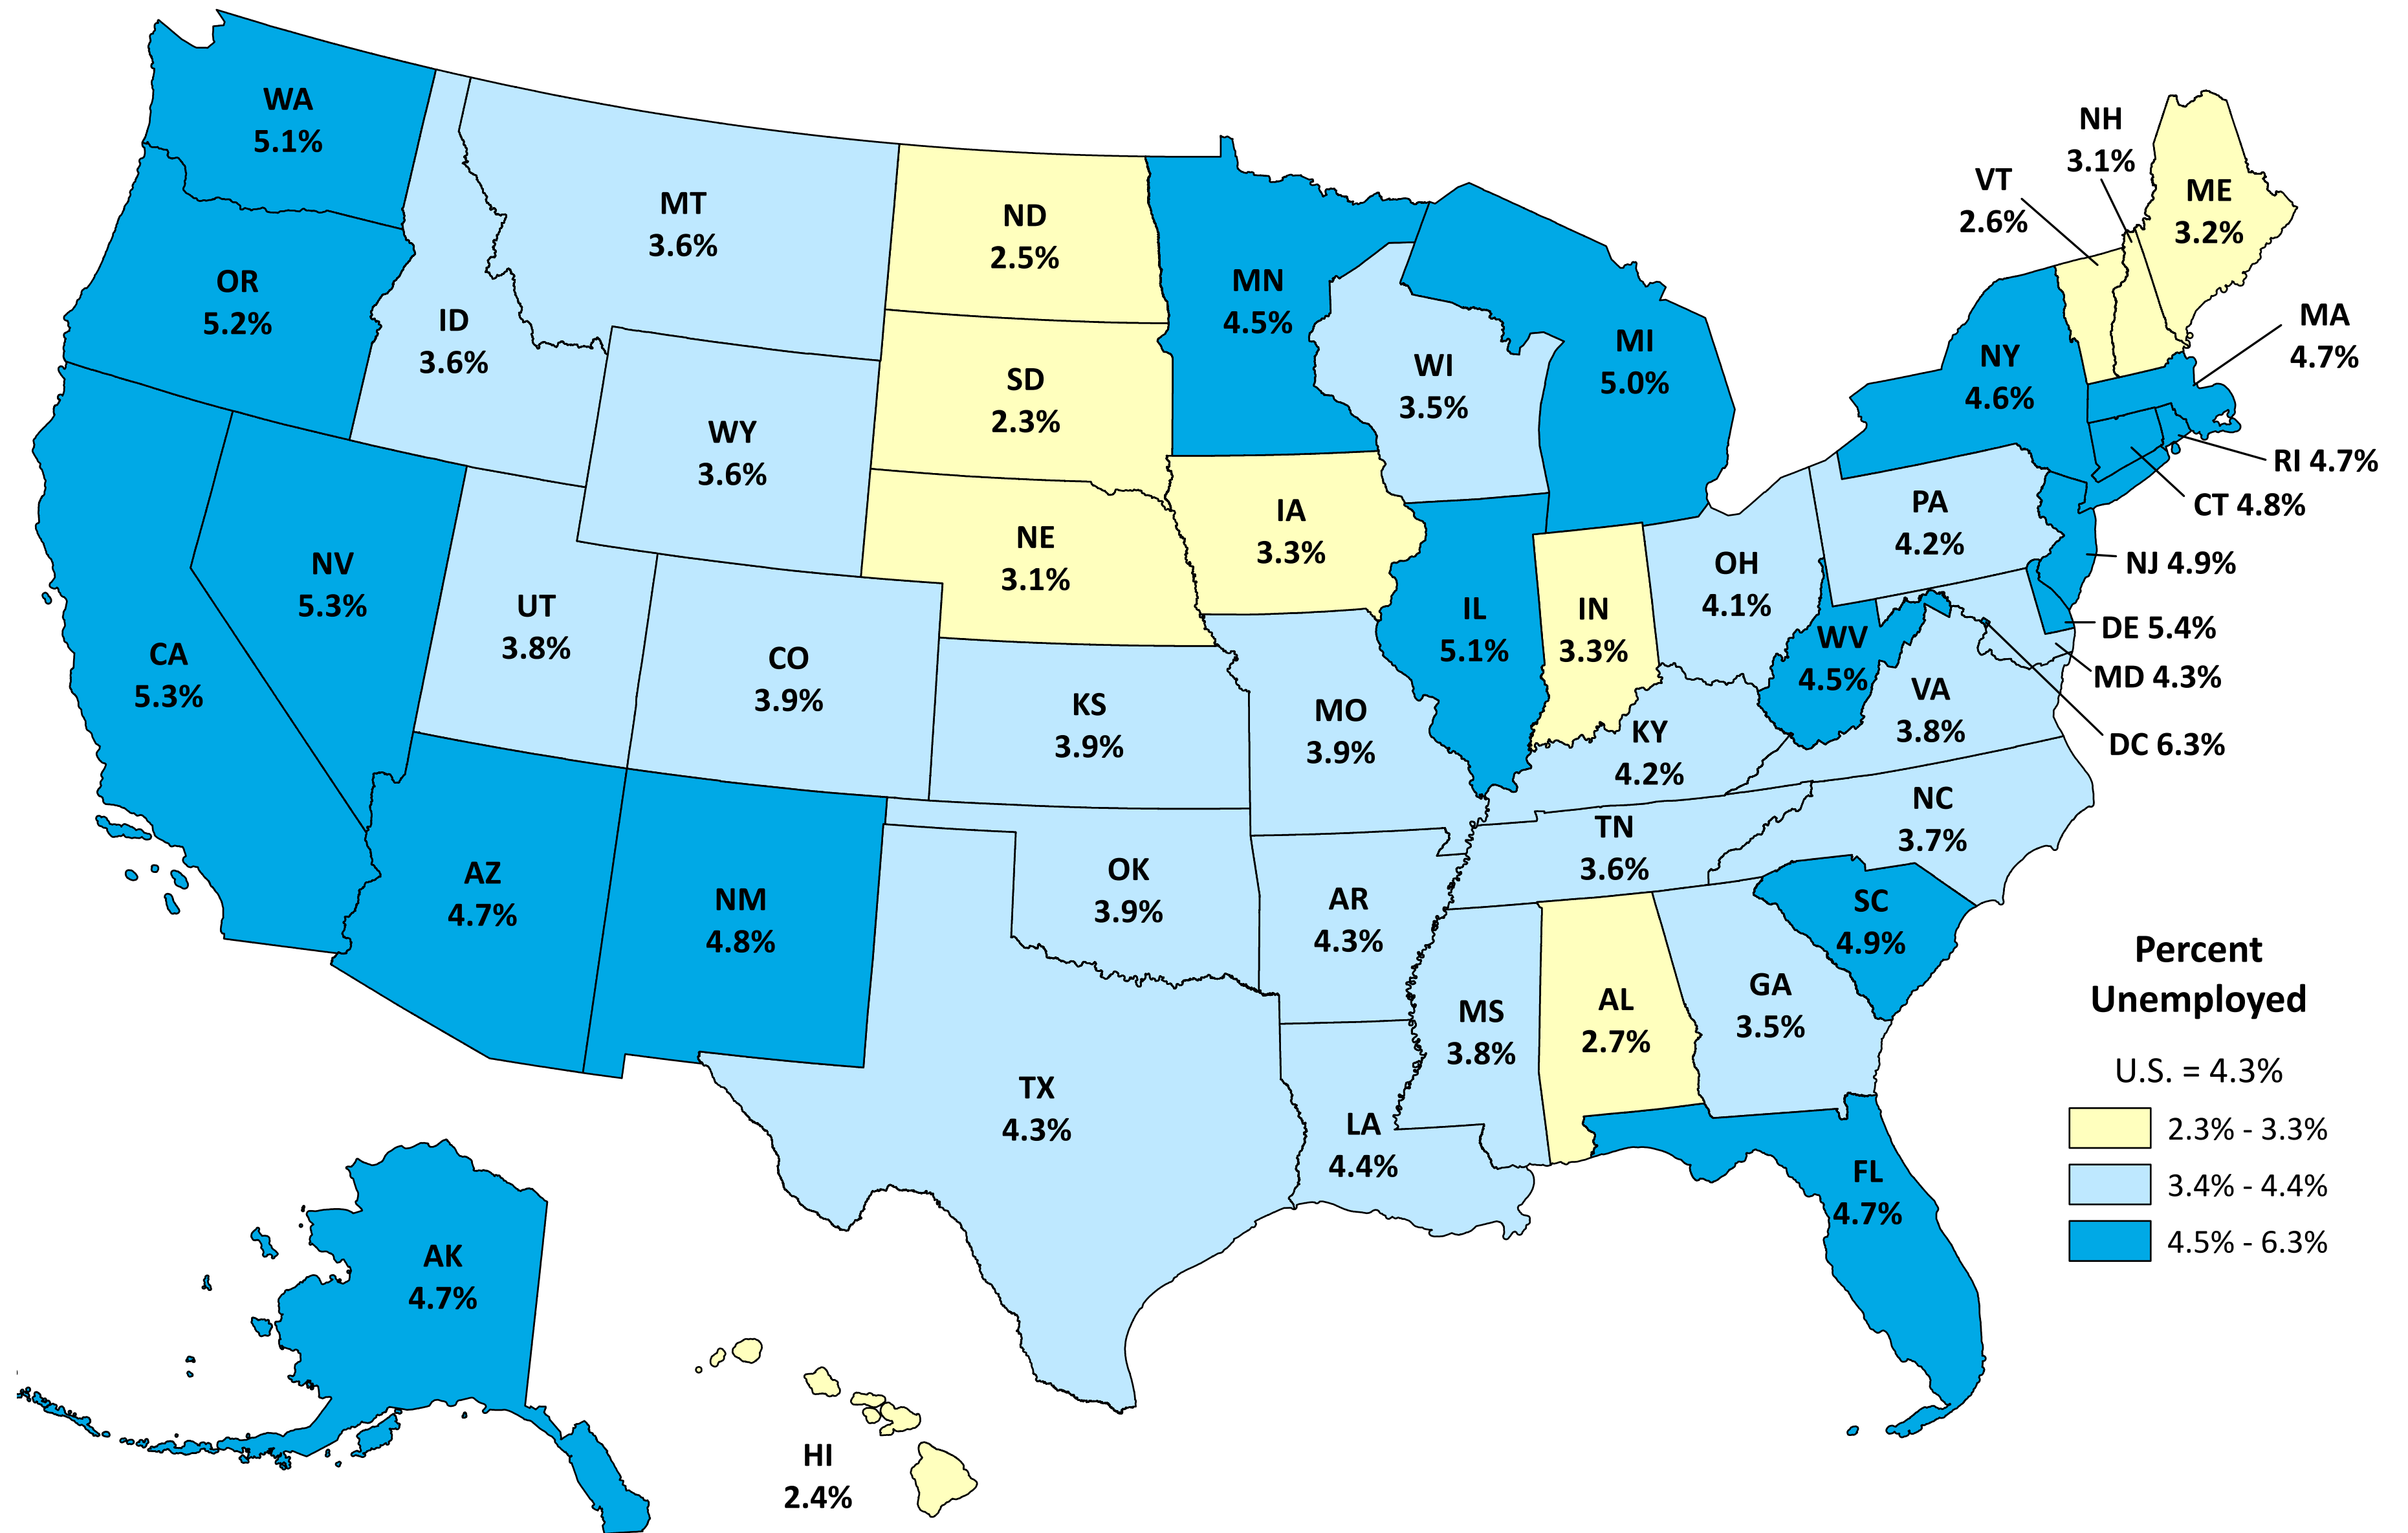 WA
5.1%
OR
5.2%
CA
5.3%
NV
5.3%
ID
3.6%
MT
3.6%
WY
3.6%
UT
3.8%
CO
3.9%
AZ
4.7%
NM
4.8%
ND
2.5%
SD
2.3%
NE
3.1%
KS
3.9%
OK
3.9%
TX
4.3%
MN
4.5%
IA
3.3%
MO
3.9%
AR
4.3%
LA
4.4%
WI
3.5%
IL
5.1%
MI
5.0%
IN
3.3%
OH
4.1%
KY
4.2%
TN
3.6%
MS
3.8%
AL
2.7%
GA
3.5%
FL
4.7%
SC
4.9%
NC
3.7%
VA
3.8%
WV
4.5%
PA
4.2%
NY
4.6%
VT
2.6%
NH
3.1%
ME
3.2%
MA
4.7%
RI 4.7%
CT 4.8%
NJ 4.9%
DE 5.4%
MD 4.3%
DC 6.3%
AK
4.7%
HI
2.4%
Percent
Unemployed
U.S. = 4.3%
2.3% - 3.3%
3.4% - 4.4%
4.5% - 6.3%